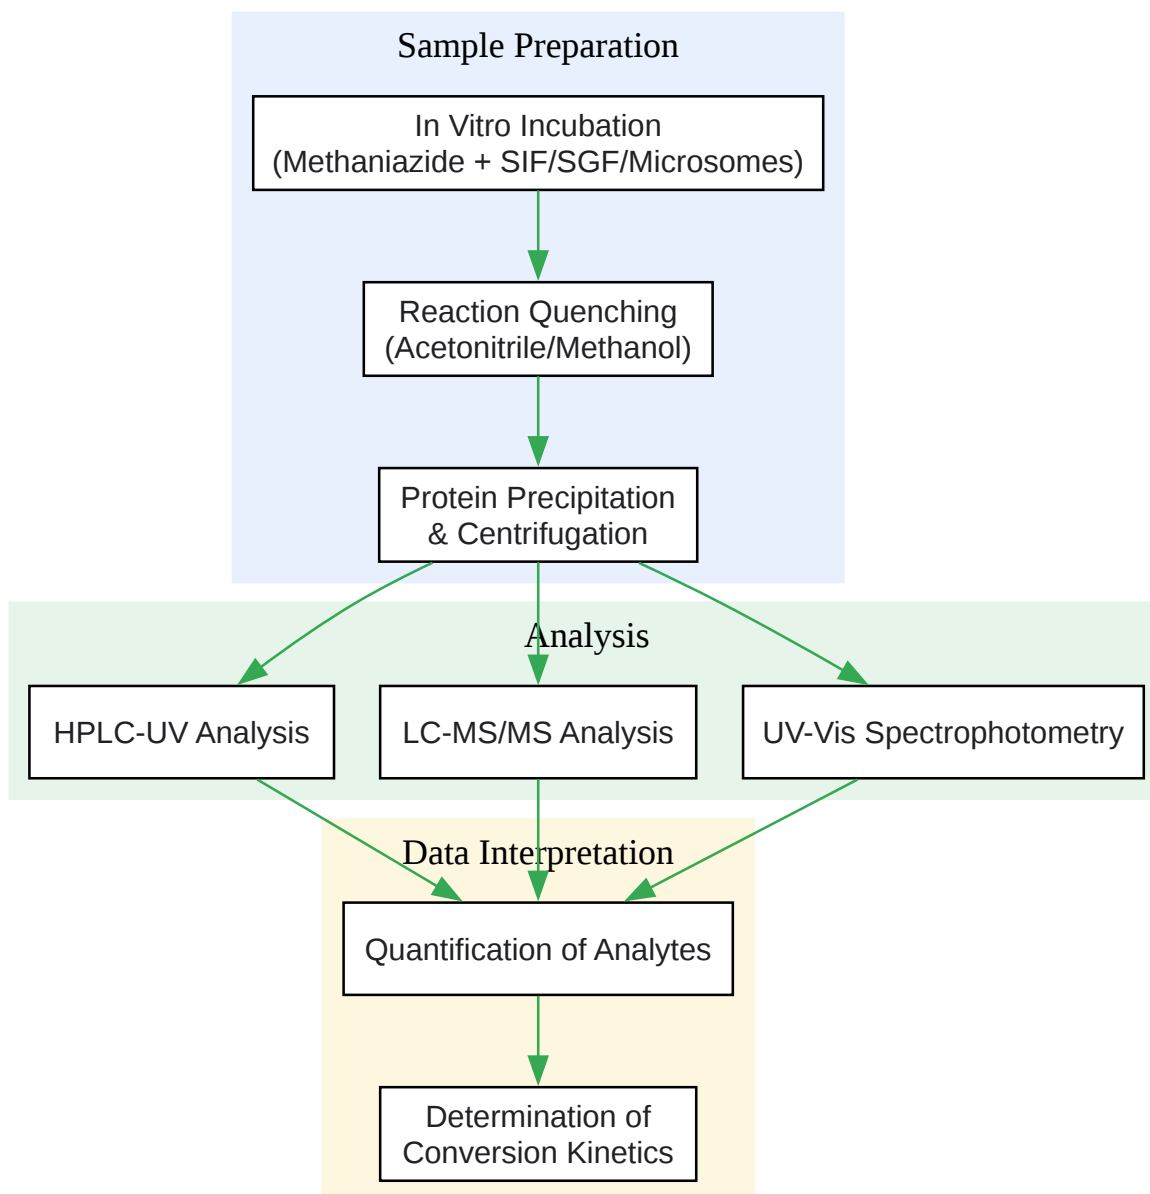 Sample Preparation
In Vitro Incubation
(Methaniazide + SIF/SGF/Microsomes)
Reaction Quenching
(Acetonitrile/Methanol)
Protein Precipitation
& Centrifugation
Analysis
HPLC-UV Analysis
LC-MS/MS Analysis
UV-Vis Spectrophotometry
Data Interpretation
Quantification of Analytes
Determination of
Conversion Kinetics